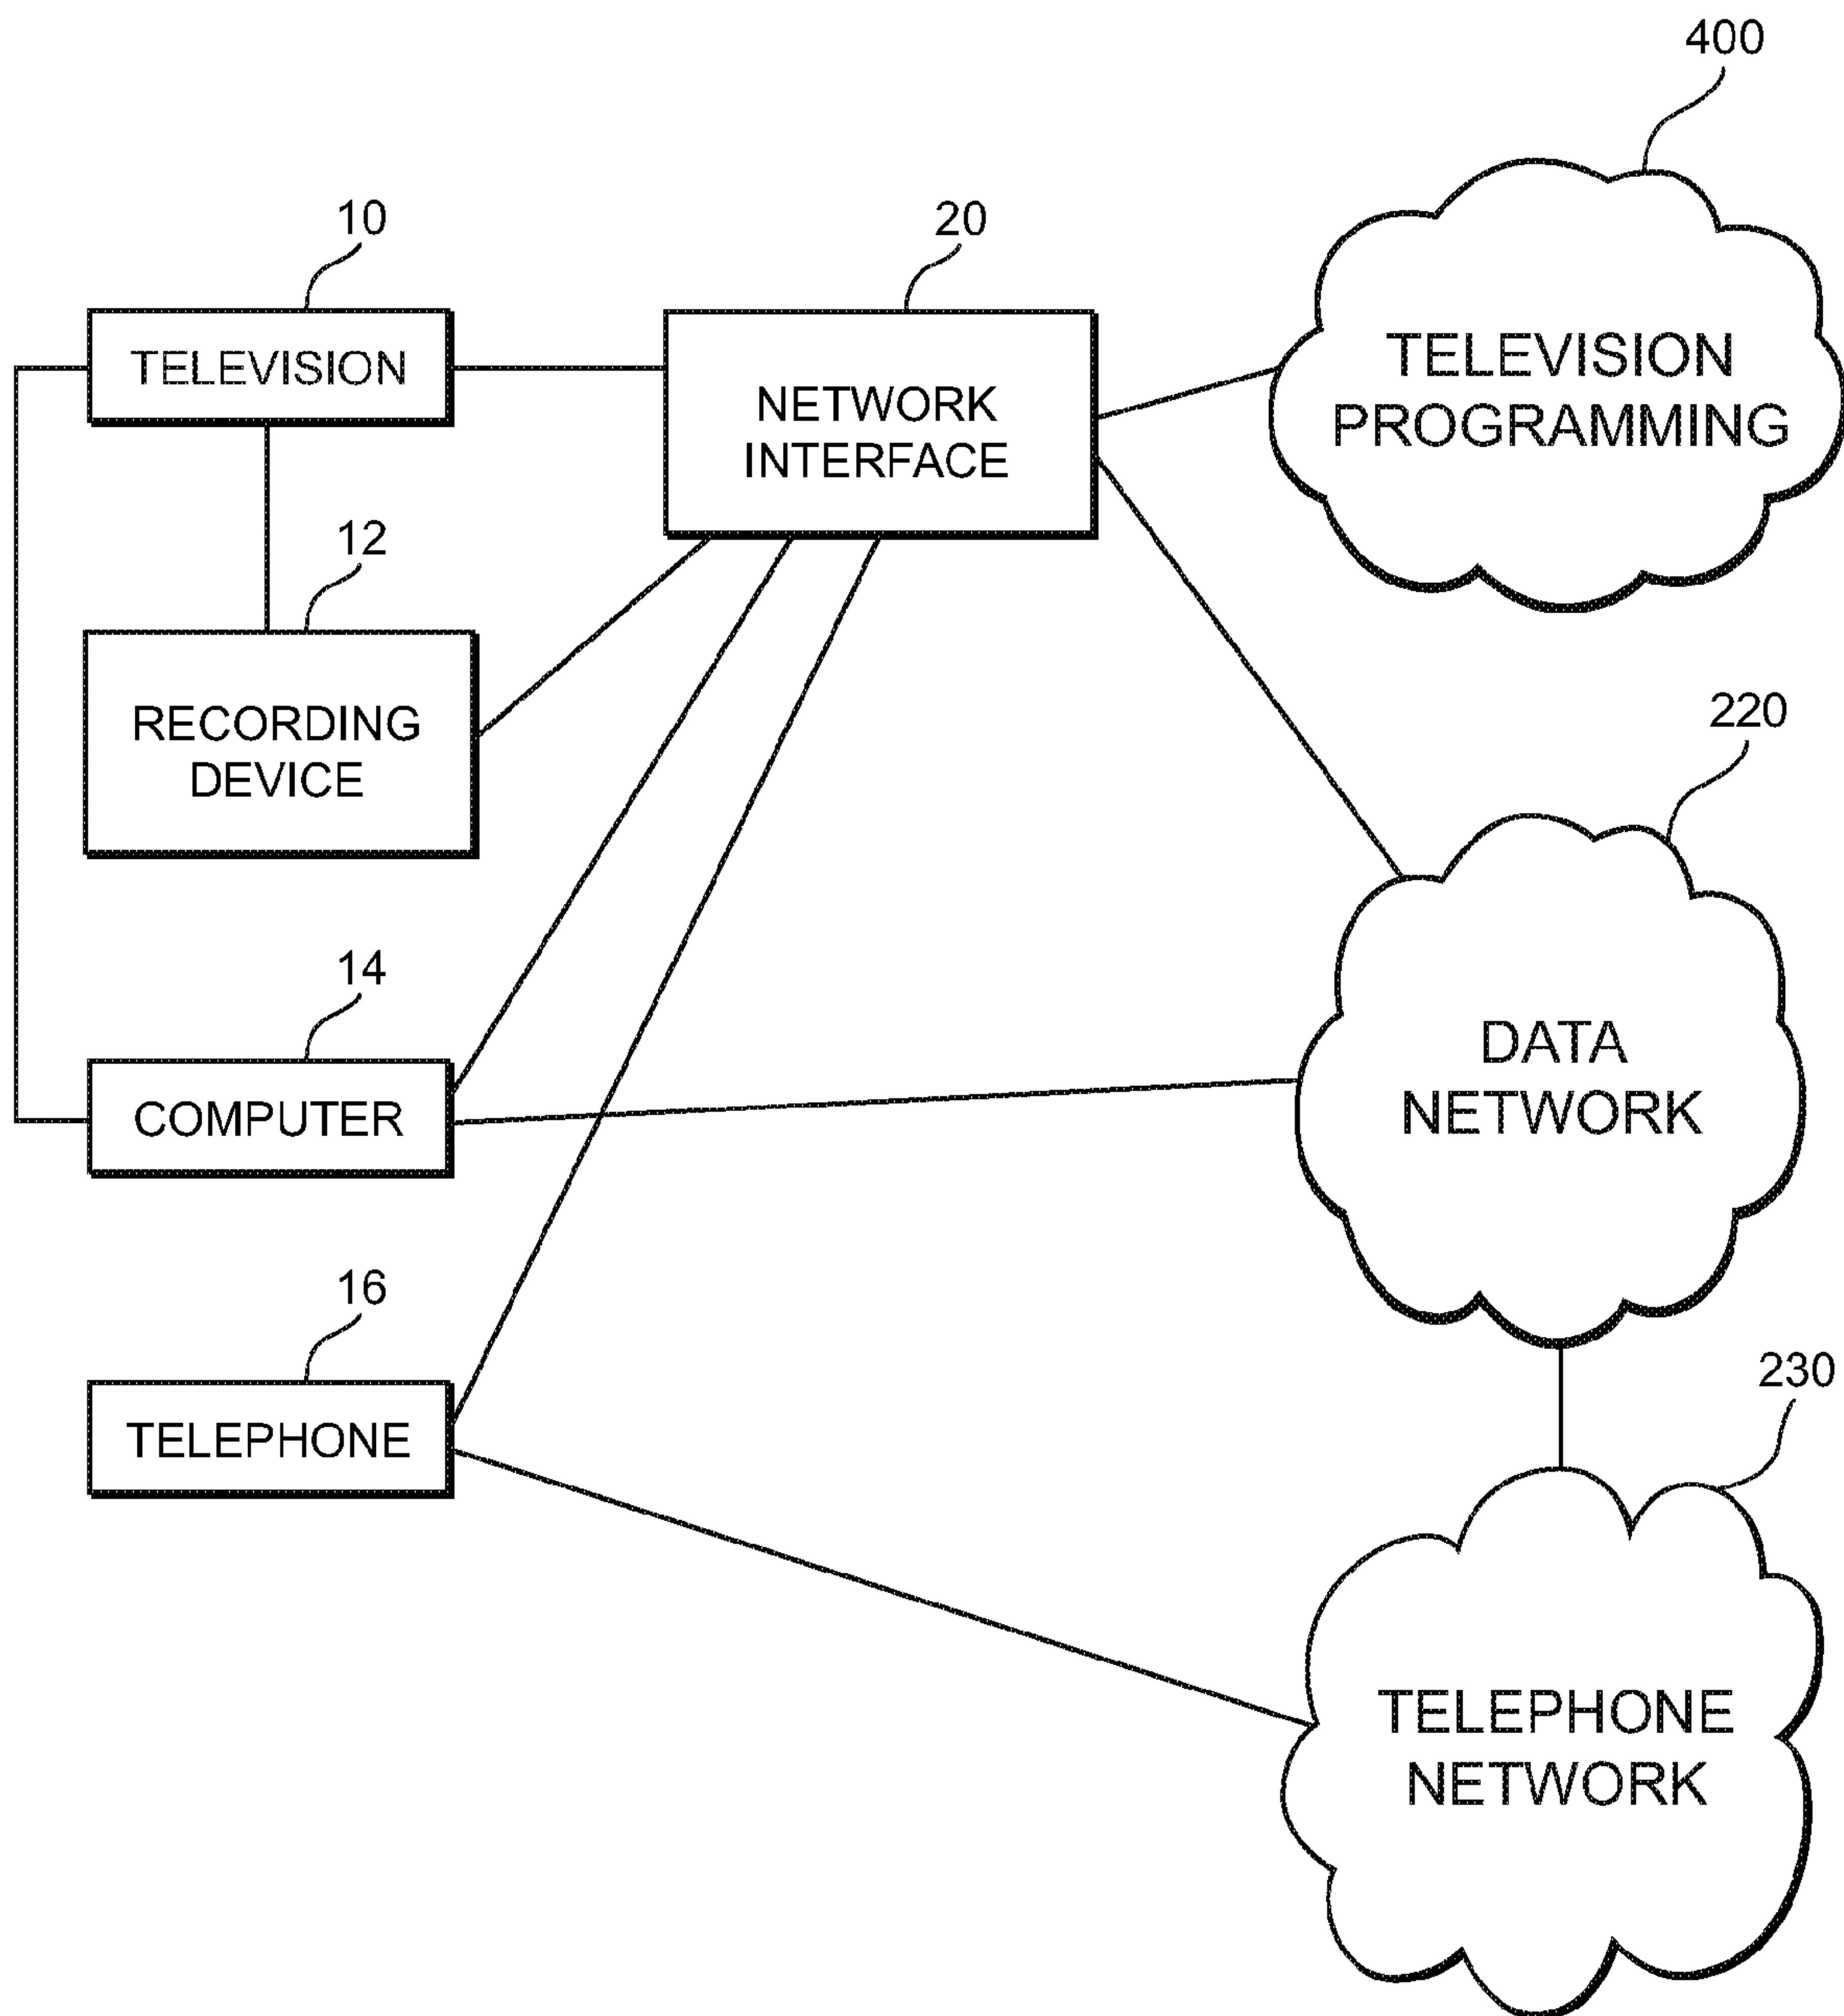 400
10
20
TELEVISION
NETWORK
INTERFACE
TELEVISION
PROGRAMMING
12
RECORDING
DEVICE
220
14
COMPUTER
DATA
NETWORK
16
TELEPHONE
230
TELEPHONE
NETWORK